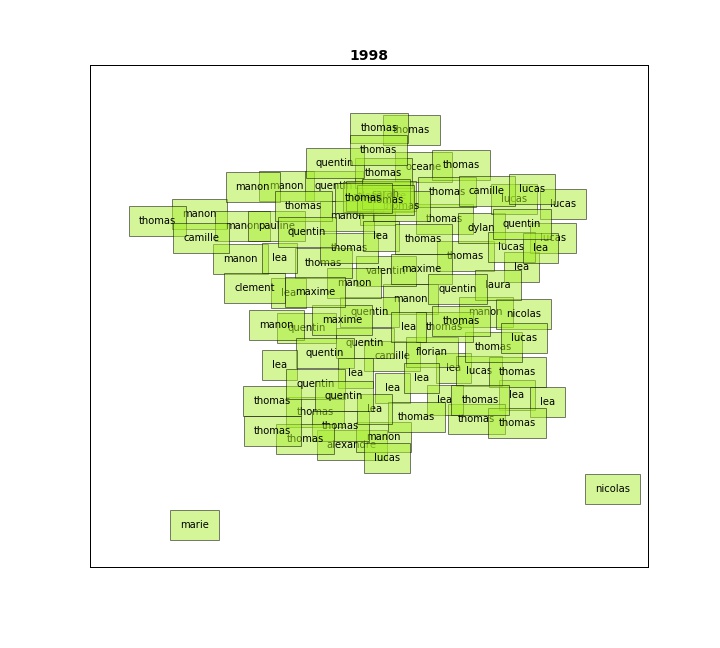 1998
thomas
thomas
thomas
quentin
oceane
thomas
thomas
manon
manon
thomas
camille
lucas
lucas
lucas
thomas
thomas
manon
thomas
manon
thomas
thomas
manon
pauline
quentin
lea
thomas
dylan
quentin
lucas
camille
thomas
lucas
lea
manon
lea
thomas
valentin
maxime
thomas
lea
clement
lea
maxime
manon
manon
quentin
laura
manon
quentin
maxime
quentin
lea
thomas
thomas
manon
nicolas
lucas
quentin
quentin
camille
florian
thomas
lea
lea
lea
lea
lucas
thomas
quentin
quentin
lea
thomas
thomas
lea
lea
thomas
lea
lea
thomas
thomas
thomas
thomas
thomas
thomas
alexandre
manon
lucas
nicolas
marie